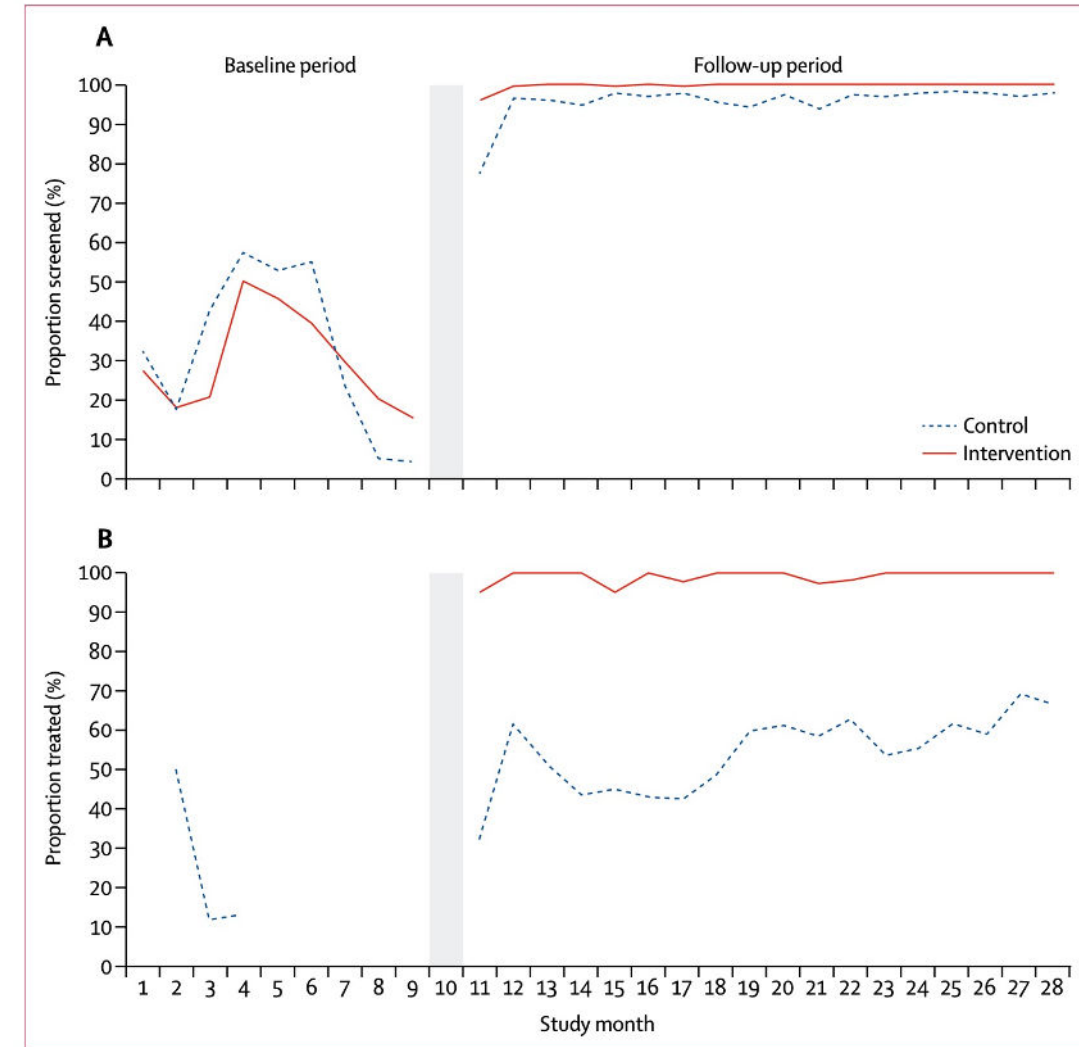 A
Baseline period
Follow-up period
Proportion screened (%)
100
90
80
70
60
50
40
30
20
10
0
Control
Intervention
B
Proportion treated (%)
100
90
80
70
60
50
40
30
20
10
0
1 2 3 4 5 6 7 8 9 10 11 12 13 14 15 16 17 18 19 20 21 22 23 24 25 26 27 28
Study month